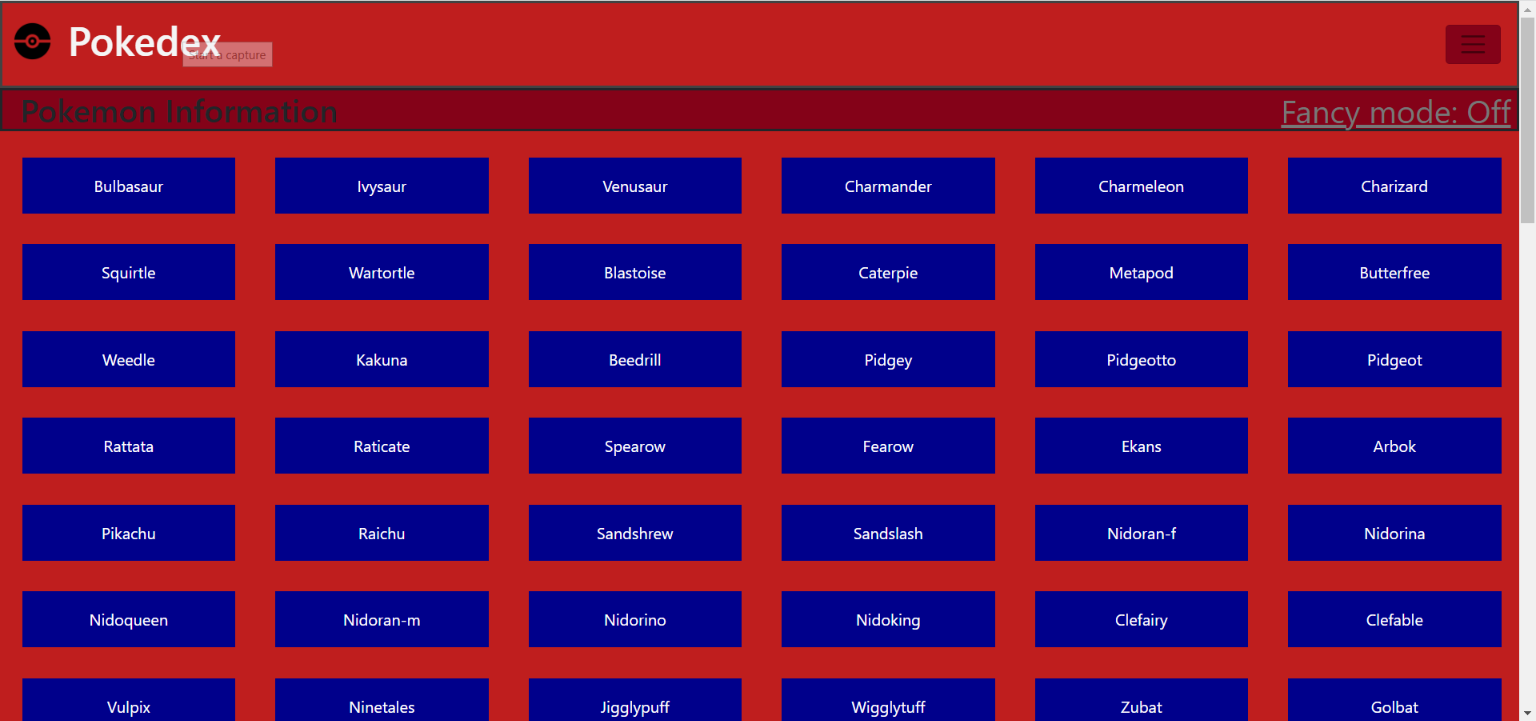 Pokedex
Start a capture
Pokemon Information Fancy mode: Off
Bulbasaur Ivysaur Venusaur Charmander Charmeleon Charizard
Squirtle Wartortle Blastoise Caterpie Metapod Butterfree
Weedle Kakuna Beedrill Pidgey Pidgeotto Pidgeot
Rattata Raticate Spearow Fearow Ekans Arbok
Pikachu Raichu Sandshrew Sandslash Nidoran-f Nidorina
Nidoqueen Nidoran-m Nidorino Nidoking Clefairy Clefable
Vulpix Ninetales Jigglypuff Wigglytuff Zubat Golbat